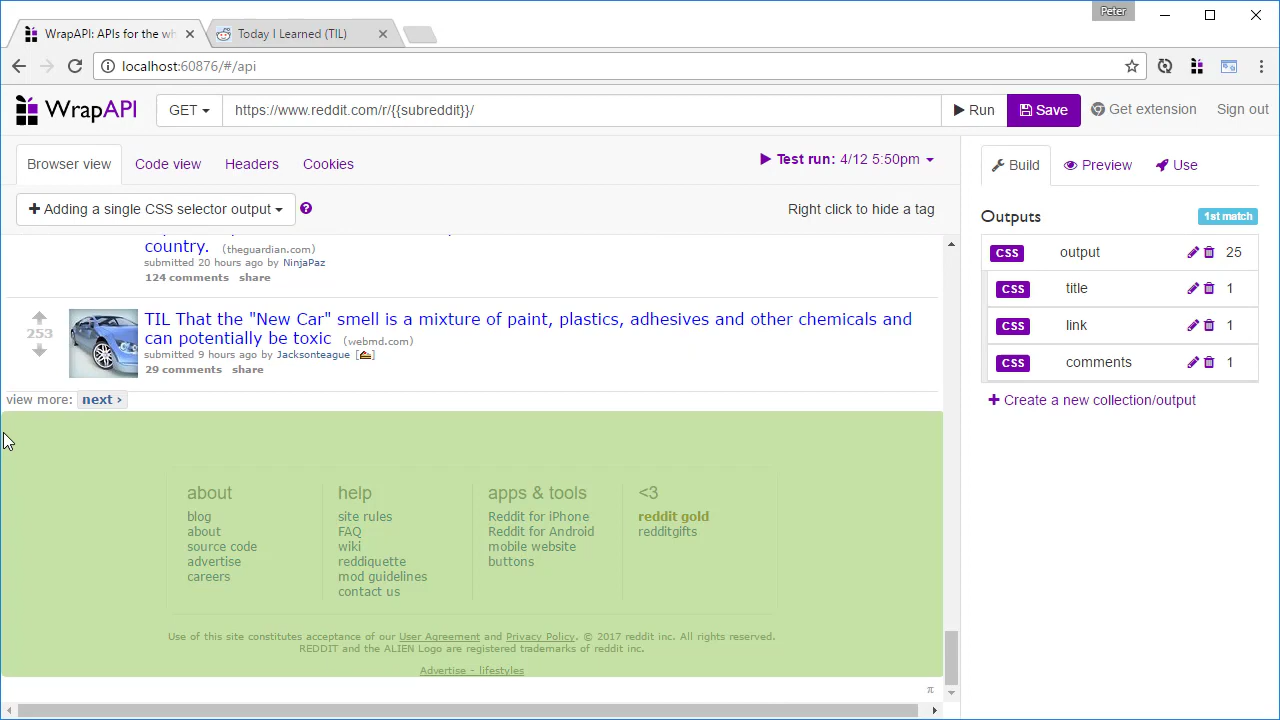 Peter
WrapAPI: APIs for the wh
Today I Learned (TIL)
localhost:60876/#/api
WrapAPI
GET
https://www.reddit.com/r/{{subreddit}}/
Run
Save
Get extension
Sign out
Browser view
Code view
Headers
Cookies
Test run: 4/12 5:50pm
Build
Preview
Use
Adding a single CSS selector output
Right click to hide a tag
Outputs
1st match
CSS output 25
CSS title 1
CSS link 1
CSS comments 1
Create a new collection/output
country. (theguardian.com)
submitted 20 hours ago by NinjaPaz
124 comments share
253
TIL That the "New Car" smell is a mixture of paint, plastics, adhesives and other chemicals and
can potentially be toxic (webmd.com)
submitted 9 hours ago by Jacksonteague [ ]
29 comments share
view more: next ›
about
blog
about
source code
advertise
careers
help
site rules
FAQ
wiki
reddiquette
mod guidelines
contact us
apps & tools
Reddit for iPhone
Reddit for Android
mobile website
buttons
<3
reddit gold
redditgifts
Use of this site constitutes acceptance of our User Agreement and Privacy Policy. © 2017 reddit inc. All rights reserved.
REDDIT and the ALIEN Logo are registered trademarks of reddit inc.
Advertise - lifestyles
π